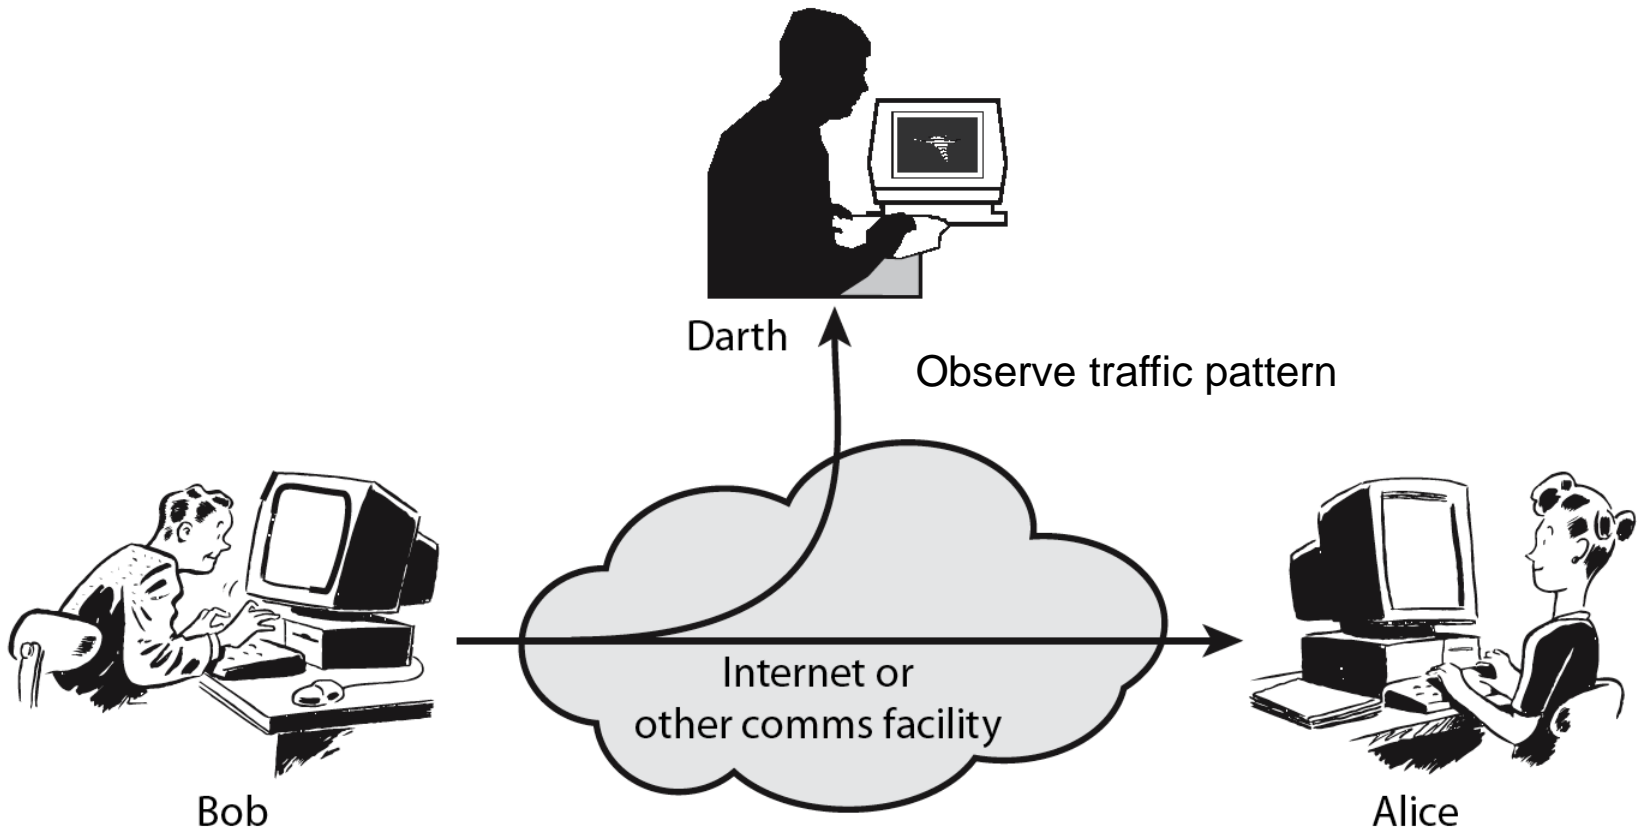 Darth
Observe traffic pattern
Internet or
other comms facility
Bob
Alice